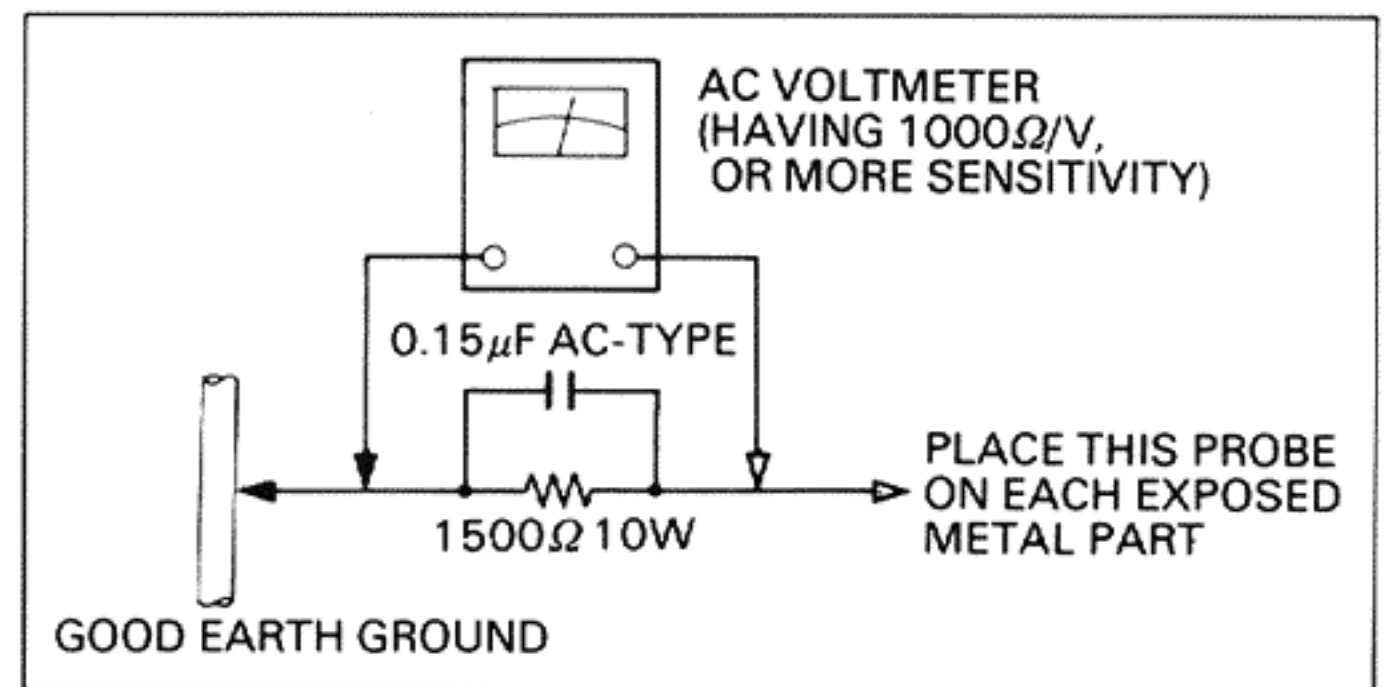 AC VOLTMETER
(HAVING 1000Ω/V,
OR MORE SENSITIVITY)
0.15μF AC-TYPE
PLACE THIS PROBE
ON EACH EXPOSED
METAL PART
1500Ω 10W
GOOD EARTH GROUND